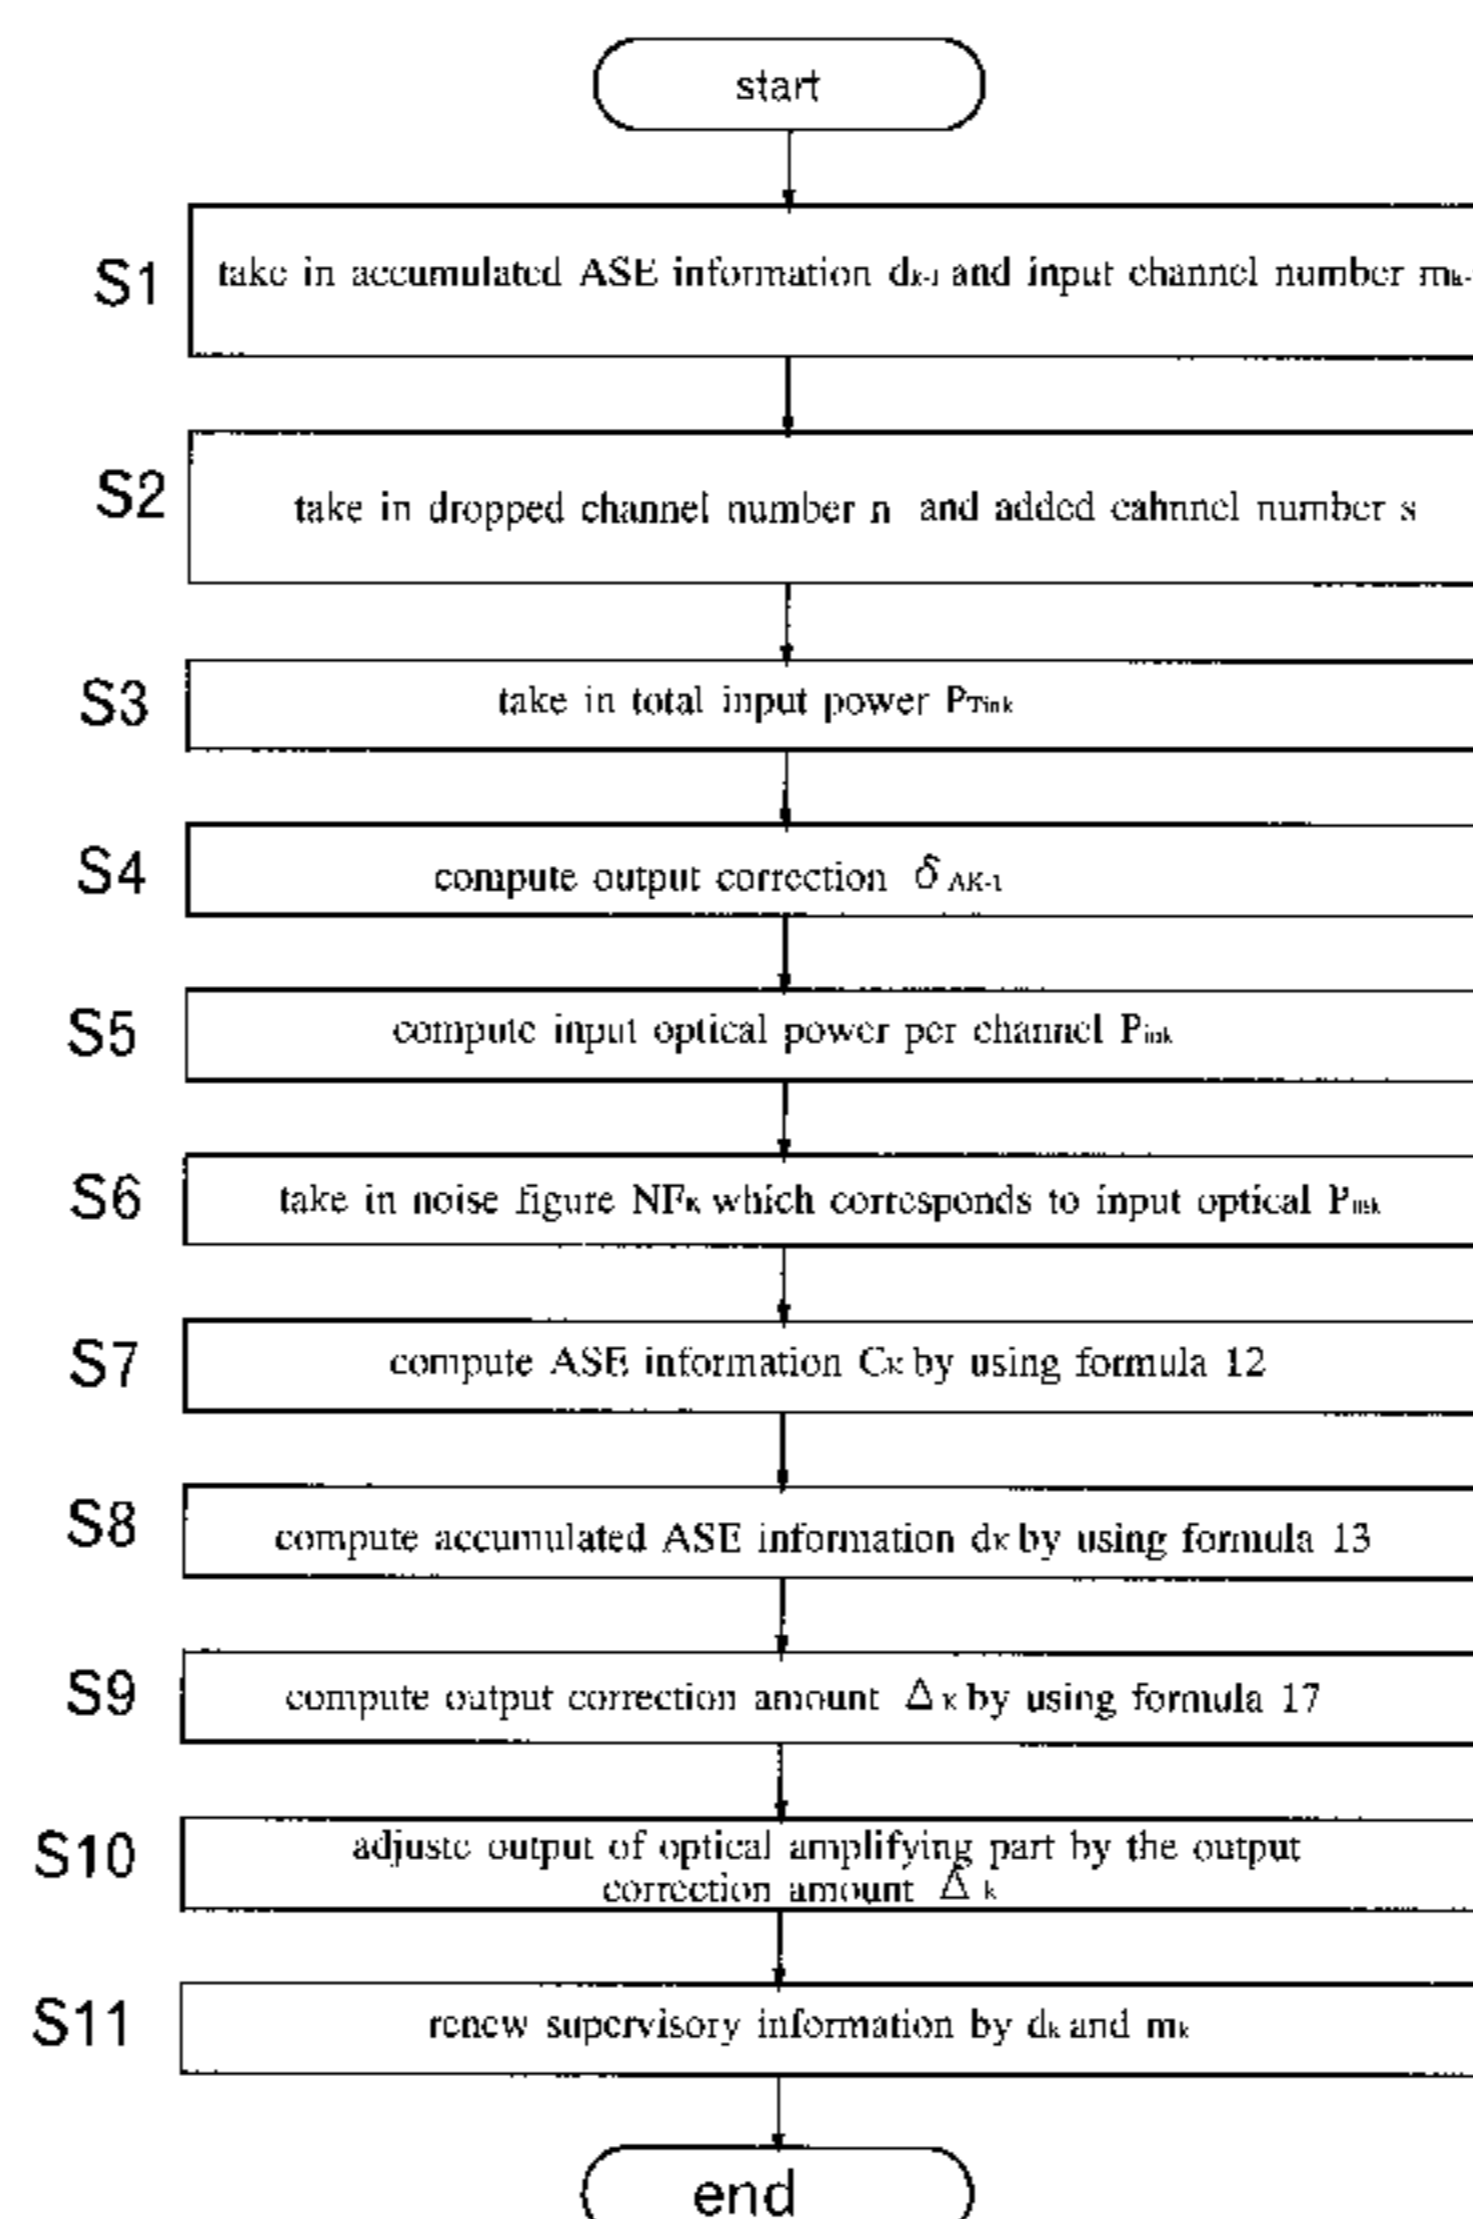 start
S1 take in accumulated ASE information dk-1 and input channel number mk-
S2 take in dropped channel number n and added cahnnel number s
S3 take in total input power PTink
S4 compute output correction δAK-1
S5 compute input optical power per channel Pink
S6 take in noise figure NFK which corresponds to input optical Pink
S7 compute ASE information CK by using formula 12
S8 compute accumulated ASE information dK by using formula 13
S9 compute output correction amount ΔK by using formula 17
S10 adjuste output of optical amplifying part by the output
correction amount Δk
S11 renew supervisory information by dk and mk
end